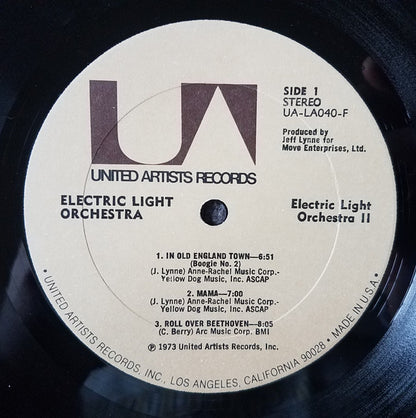 UA
UNITED ARTISTS RECORDS
SIDE 1
STEREO
UA-LA040-F
Produced by
Jeff Lynne for
Move Enterprises, Ltd.
ELECTRIC LIGHT
ORCHESTRA
Electric Light
Orchestra II
1. IN OLD ENGLAND TOWN—6:51
(Boogie No. 2)
(J. Lynne) Anne-Rachel Music Corp.-
Yellow Dog Music, Inc. ASCAP
2. MAMA—7:00
(J. Lynne) Anne-Rachel Music Corp.-
Yellow Dog Music, Inc. ASCAP
3. ROLL OVER BEETHOVEN—8:05
(C. Berry) Arc Music Corp. BMI
℗ 1973 United Artists Records, Inc.
• UNITED ARTISTS RECORDS, INC., LOS ANGELES, CALIFORNIA 90028 • MADE IN U.S.A. •